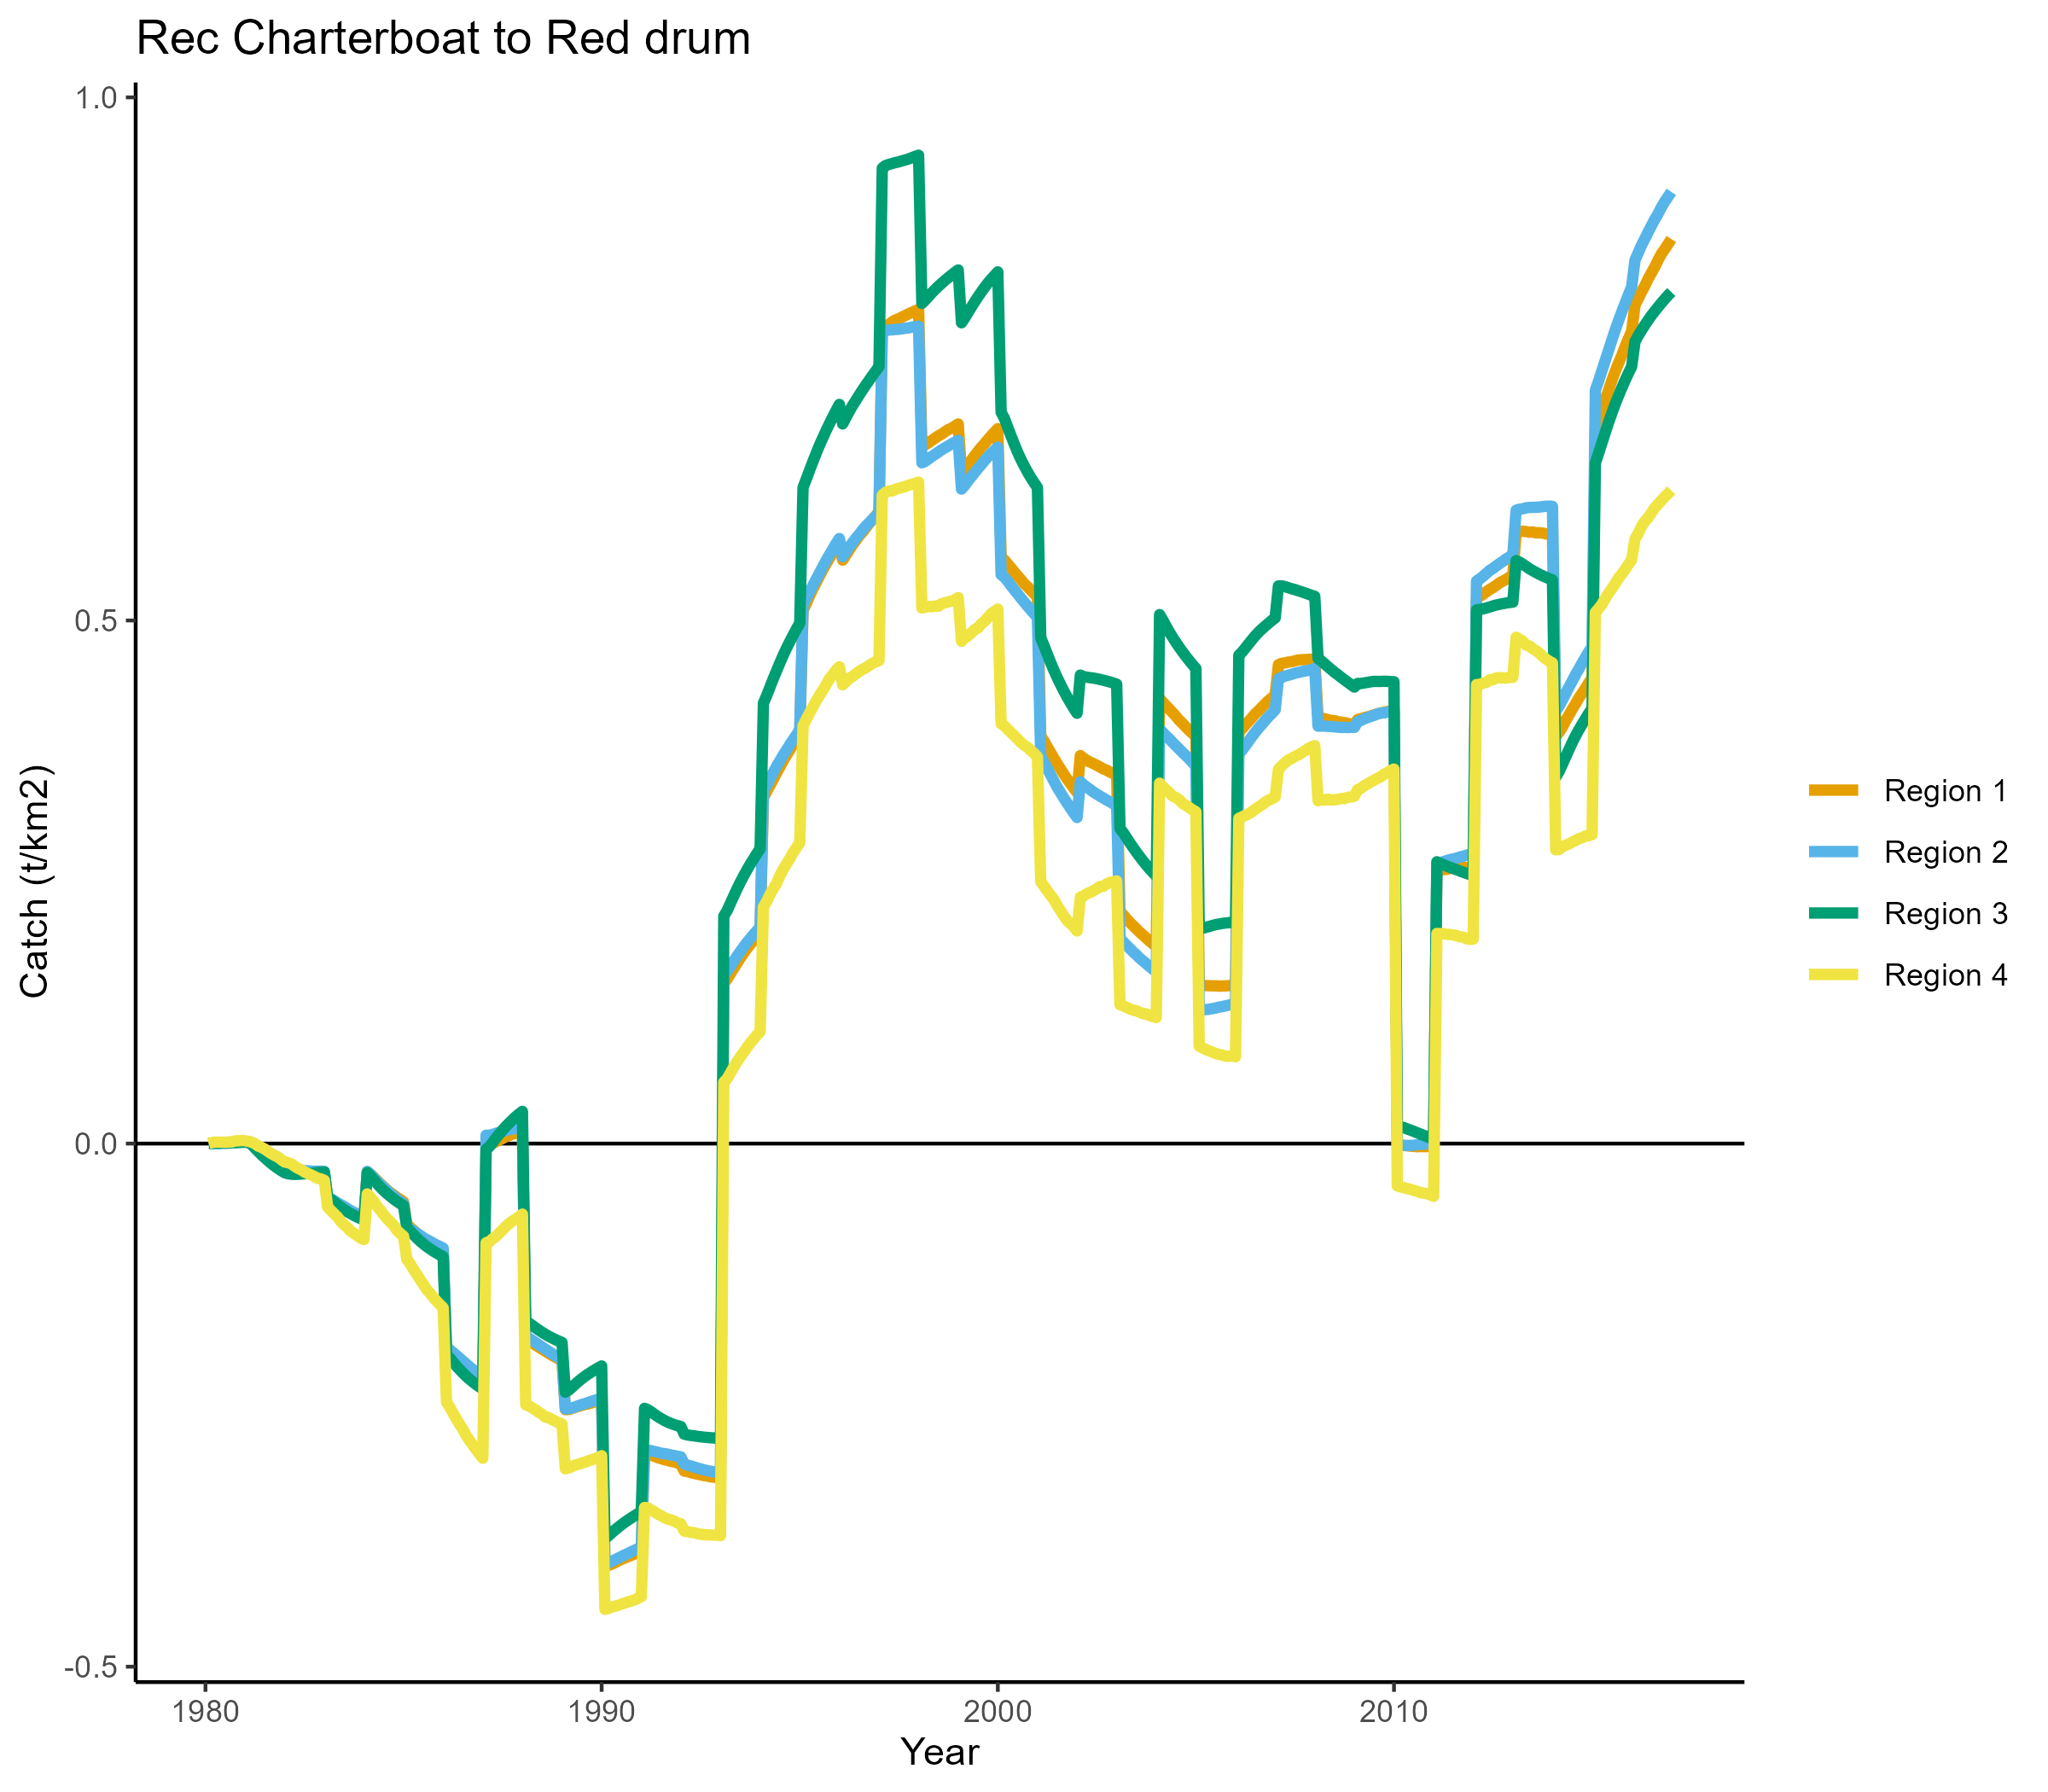 Rec Charterboat to Red drum
1.0
0.5
0.0
-0.5
Catch (t/km2)
1980
1990
2000
2010
Year
Region 1
Region 2
Region 3
Region 4